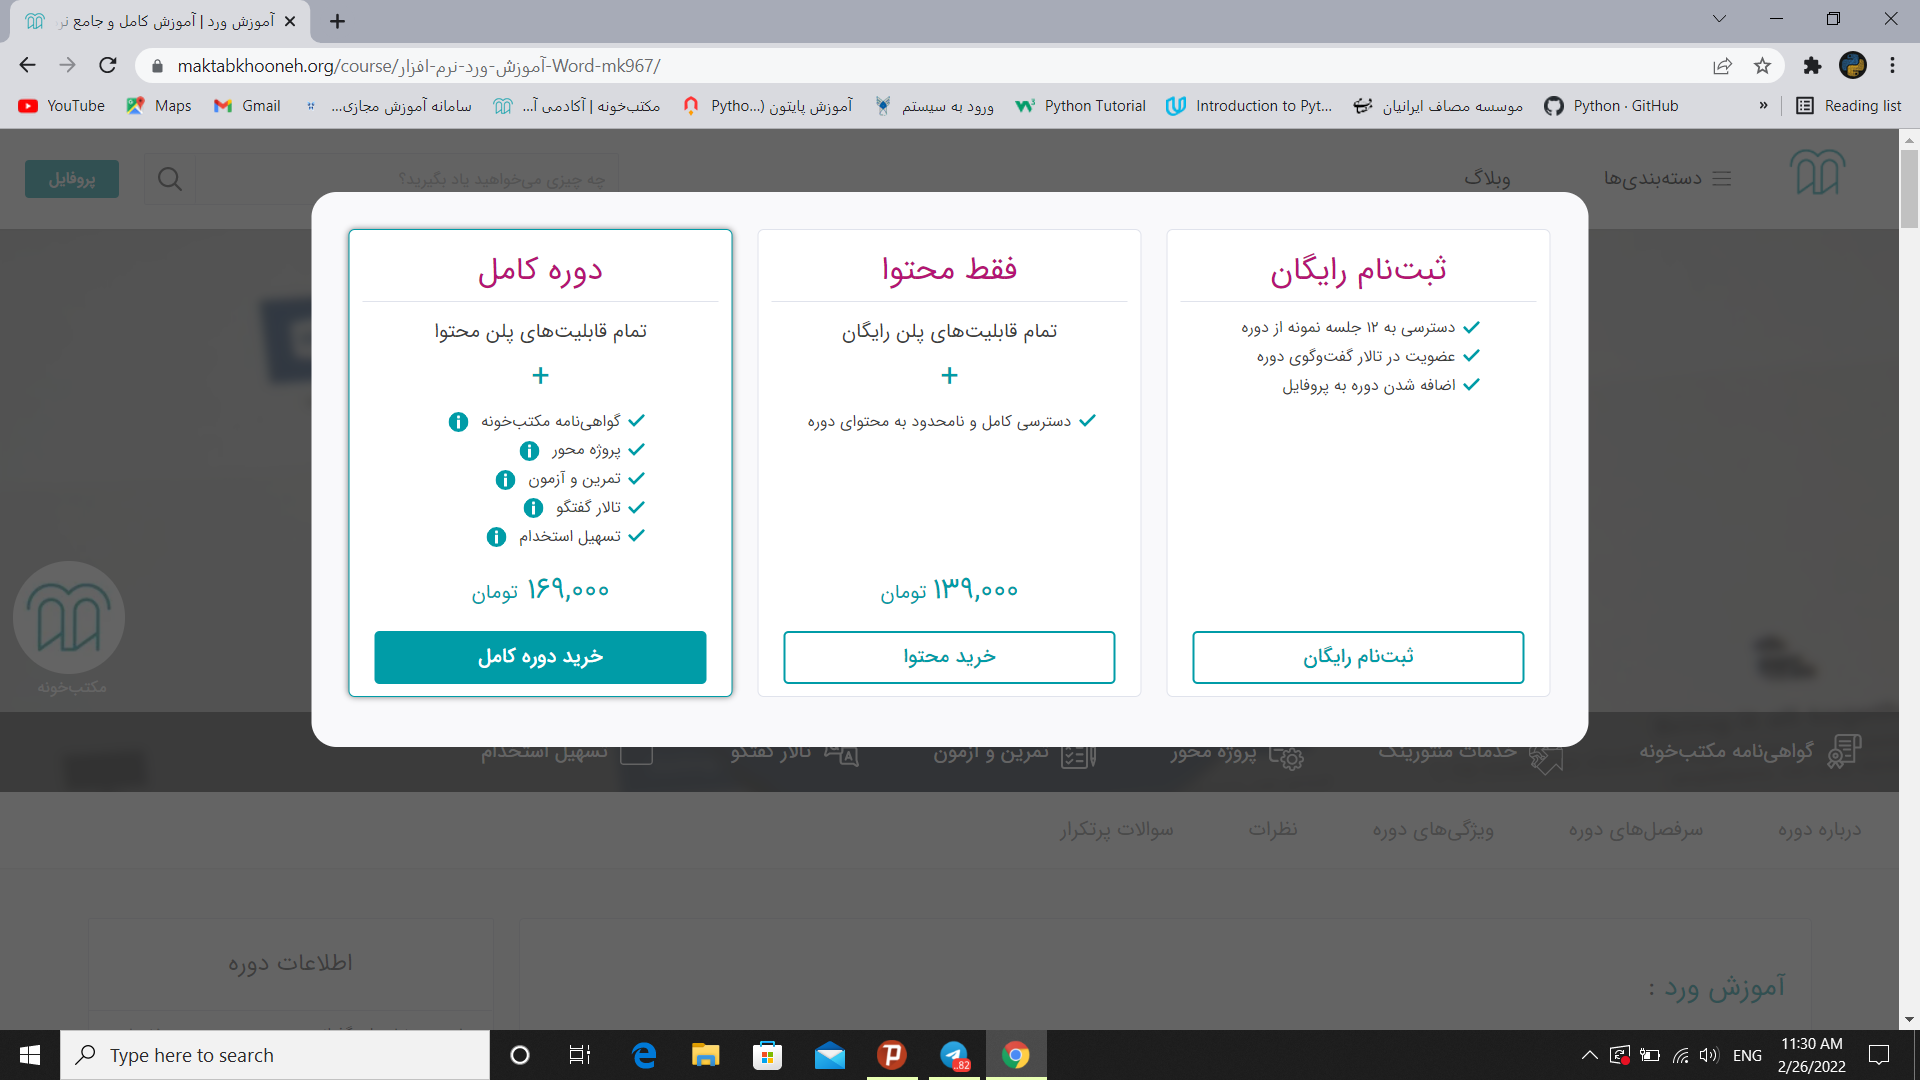 آموزش ورد | آموزش کامل و جامع نر
maktabkhooneh.org/course/آموزش-ورد-نرم-افزار-Word-mk967/
YouTube
Maps
Gmail
سامانه آموزش مجازی...
مکتب‌خونه | آکادمی آ...
آموزش پایتون (Pytho...
ورود به سیستم
Python Tutorial
Introduction to Pyt...
موسسه مصاف ایرانیان
Python · GitHub
»
Reading list
دسته‌بندی‌ها
وبلاگ
چه چیزی می‌خواهید یاد بگیرید؟
پروفایل
ثبت‌نام رایگان
دسترسی به ۱۲ جلسه نمونه از دوره
عضویت در تالار گفت‌وگوی دوره
اضافه شدن دوره به پروفایل
ثبت‌نام رایگان
فقط محتوا
تمام قابلیت‌های پلن رایگان
+
دسترسی کامل و نامحدود به محتوای دوره
۱۳۹,۰۰۰ تومان
خرید محتوا
دوره کامل
تمام قابلیت‌های پلن محتوا
+
گواهی‌نامه مکتب‌خونه
پروژه محور
تمرین و آزمون
تالار گفتگو
تسهیل استخدام
۱۶۹,۰۰۰ تومان
خرید دوره کامل
مکتب‌خونه
گواهی‌نامه مکتب‌خونه
خدمات منتورینگ
پروژه محور
تمرین و آزمون
تالار گفتگو
تسهیل استخدام
درباره دوره
سرفصل‌های دوره
ویژگی‌های دوره
نظرات
سوالات پرتکرار
آموزش ورد :
اطلاعات دوره
Type here to search
82..
ENG
11:30 AM
2/26/2022